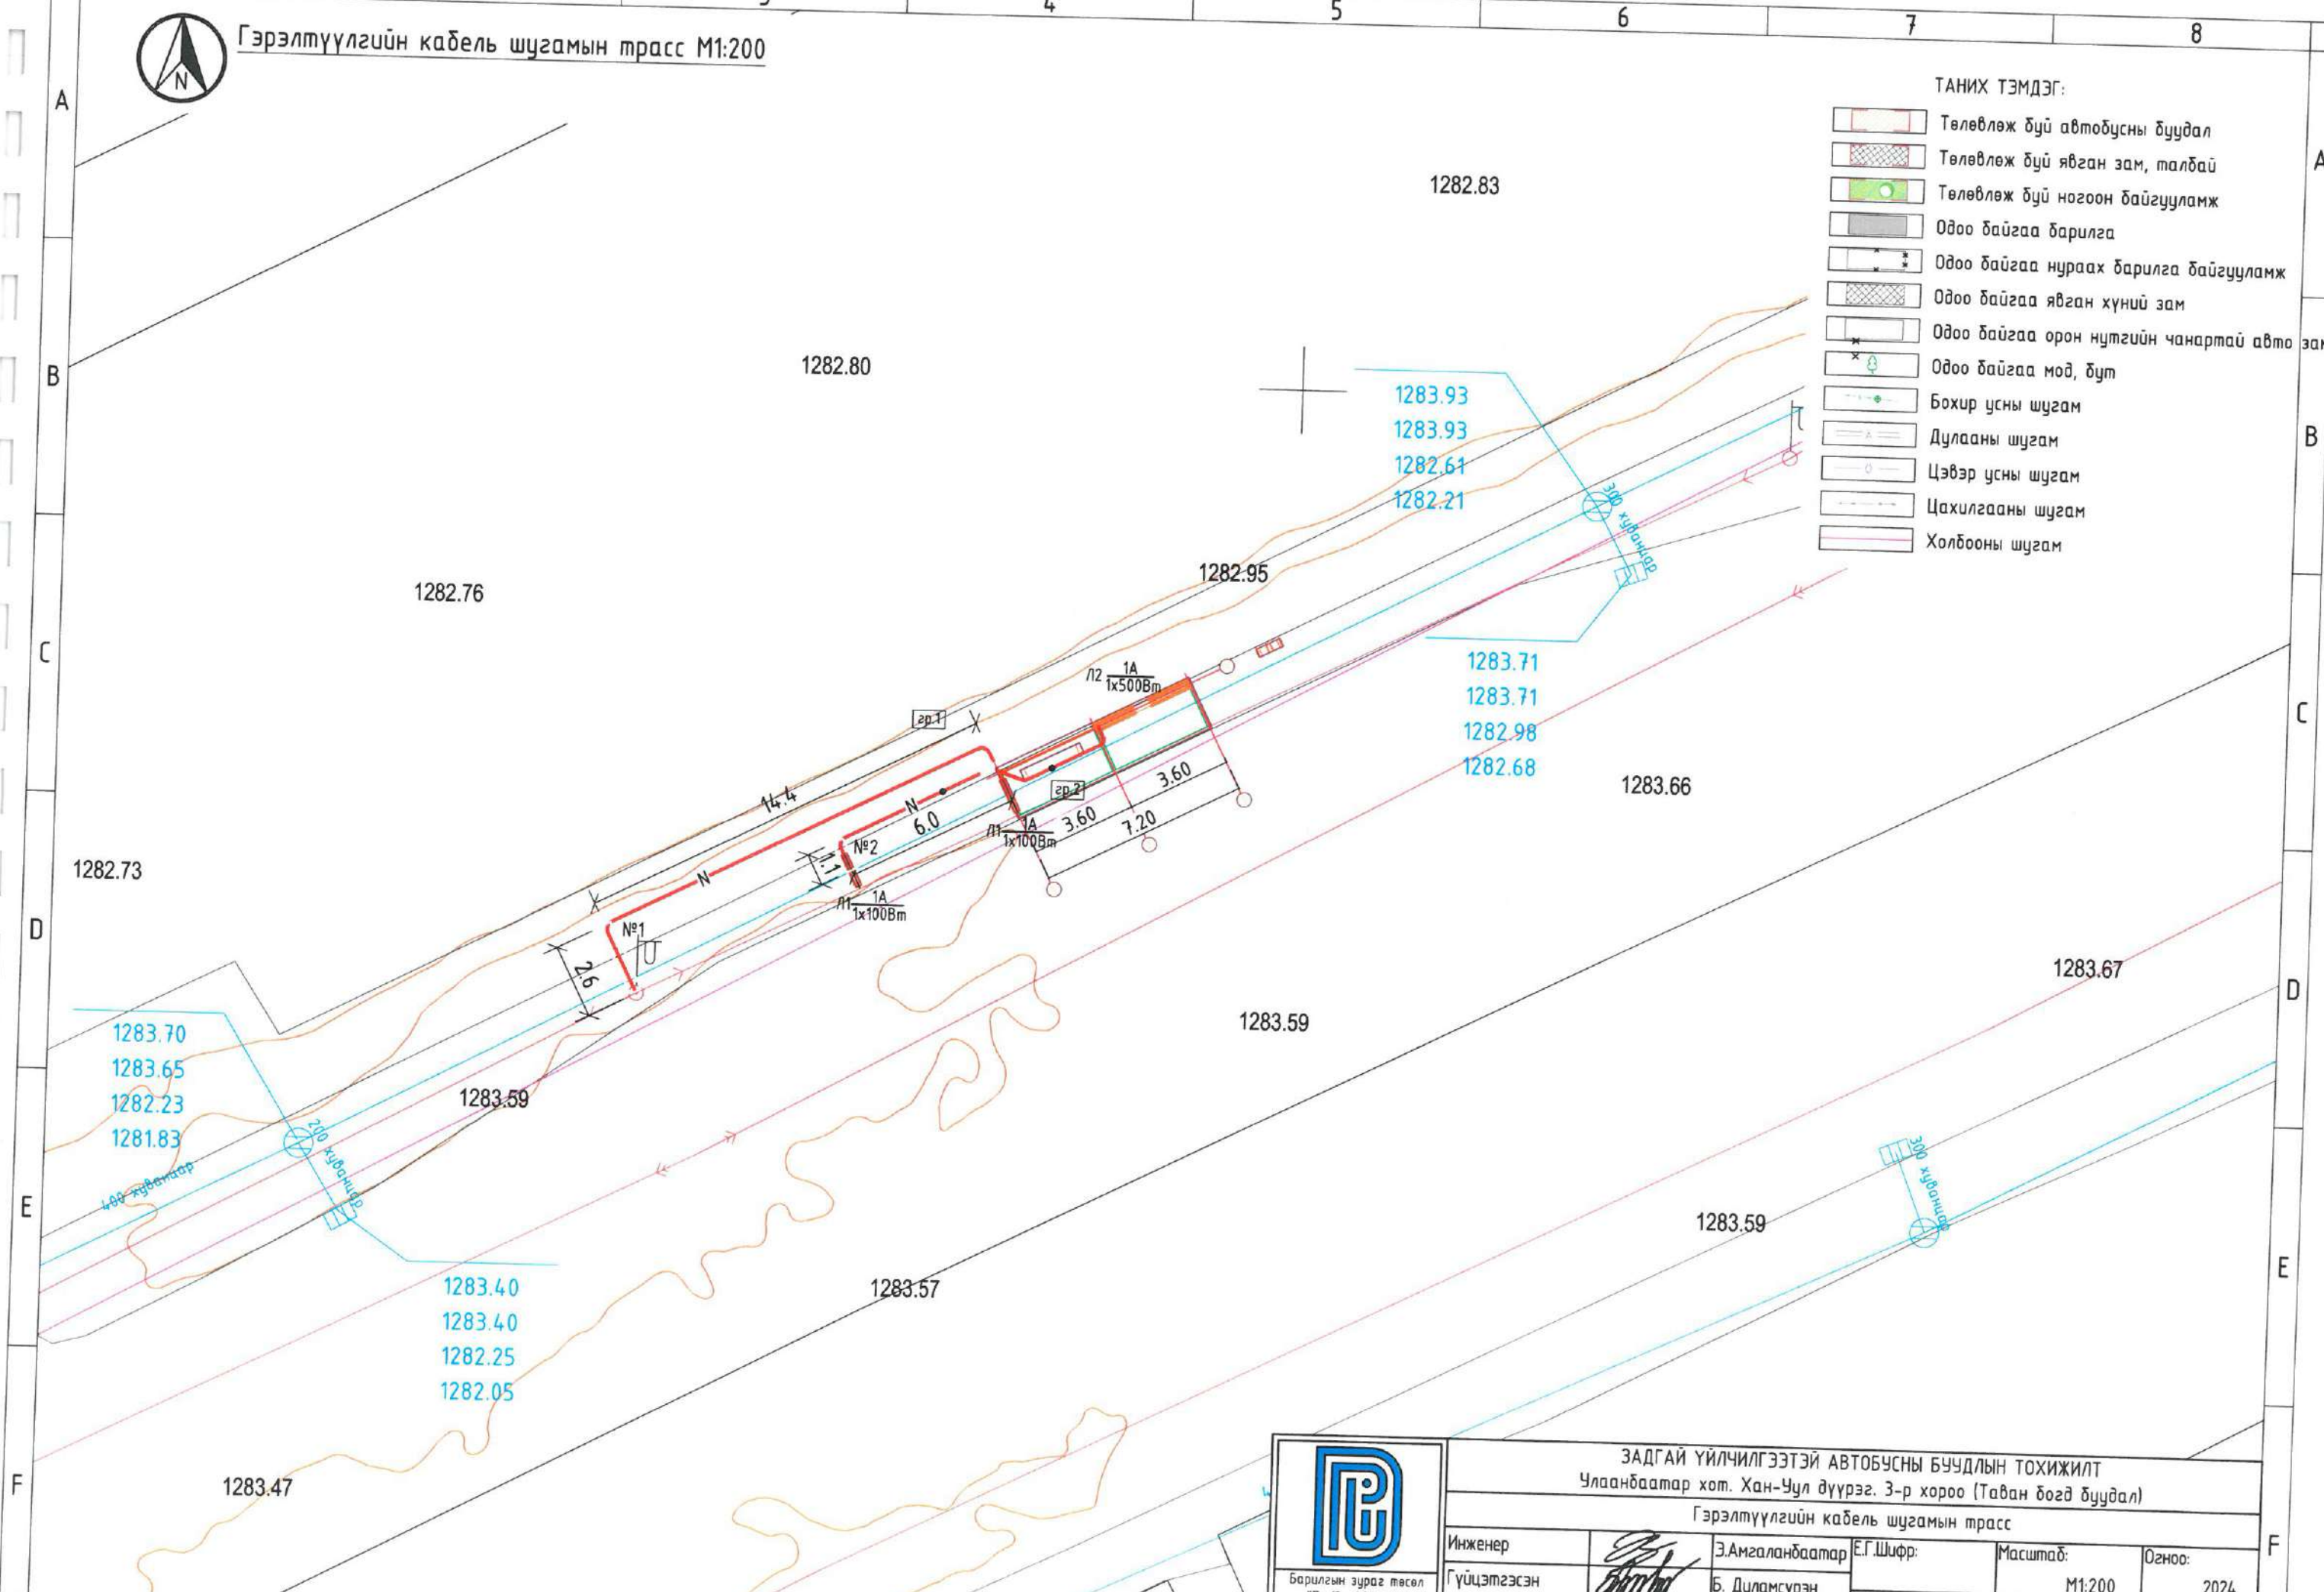 4
5
6
7
8
Гэрэлтүүлгийн кабель шугамын трасс М1:200
N
A
B
C
D
E
F
ТАНИХ ТЭМДЭГ:
Төлөвлөж буй автобусны буудал
Төлөвлөж буй явган зам, талбай
Төлөвлөж буй ногоон байгууламж
Одоо байгаа барилга
Одоо байгаа нураах барилга байгууламж
Одоо байгаа явган хүний зам
Одоо байгаа орон нутгийн чанартай авто зам
Одоо байгаа мод, бут
Бохир усны шугам
Дулааны шугам
Цэвэр усны шугам
Цахилгааны шугам
Холбооны шугам
A
B
C
D
E
F
1282.83
1282.80
1283.93
1283.93
1282.61
1282.21
300 хуванцар
1282.95
1282.76
1283.71
1283.71
1282.98
1282.68
1283.66
Л2 1А
1х500Вт
гр.1
14.4
N
N
6.0
гр.2
3.60
3.60
7.20
Л1 1А
1х100Вт
№2
1.1
Л1 1А
1х100Вт
№1
2.6
1282.73
1283.67
1283.59
1283.70
1283.65
1282.23
1281.83
1283.59
200 хуванцар
400 хуванцар
300 хуванцар
1283.59
1283.40
1283.40
1282.25
1282.05
1283.57
1283.47
ЗАДГАЙ ҮЙЛЧИЛГЭЭТЭЙ АВТОБУСНЫ БУУДЛЫН ТОХИЖИЛТ
Улаанбаатар хот. Хан-Уул дүүрэг. 3-р хороо (Таван богд буудал)
Гэрэлтүүлгийн кабель шугамын трасс
Инженер
Э.Амгаланбаатар
Е.Г.Шифр:
Масштаб:
Огноо:
Барилгын зураг төсөл
Гүйцэтгэсэн
Б. Дуламсүрэн
М1:200
2024